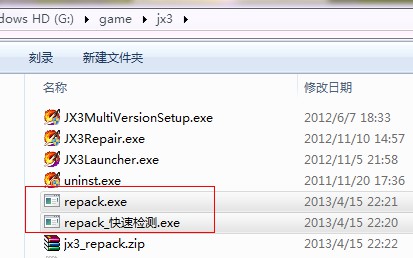 dows HD (G:) ▸ game ▸ jx3 ▸
刻录 新建文件夹
名称 修改日期
JX3MultiVersionSetup.exe 2012/6/7 18:33
JX3Repair.exe 2012/11/10 14:57
JX3Launcher.exe 2012/11/5 21:58
uninst.exe 2011/11/20 17:36
repack.exe 2013/4/15 22:21
repack_快速检测.exe 2013/4/15 22:20
jx3_repack.zip 2013/4/15 22:22